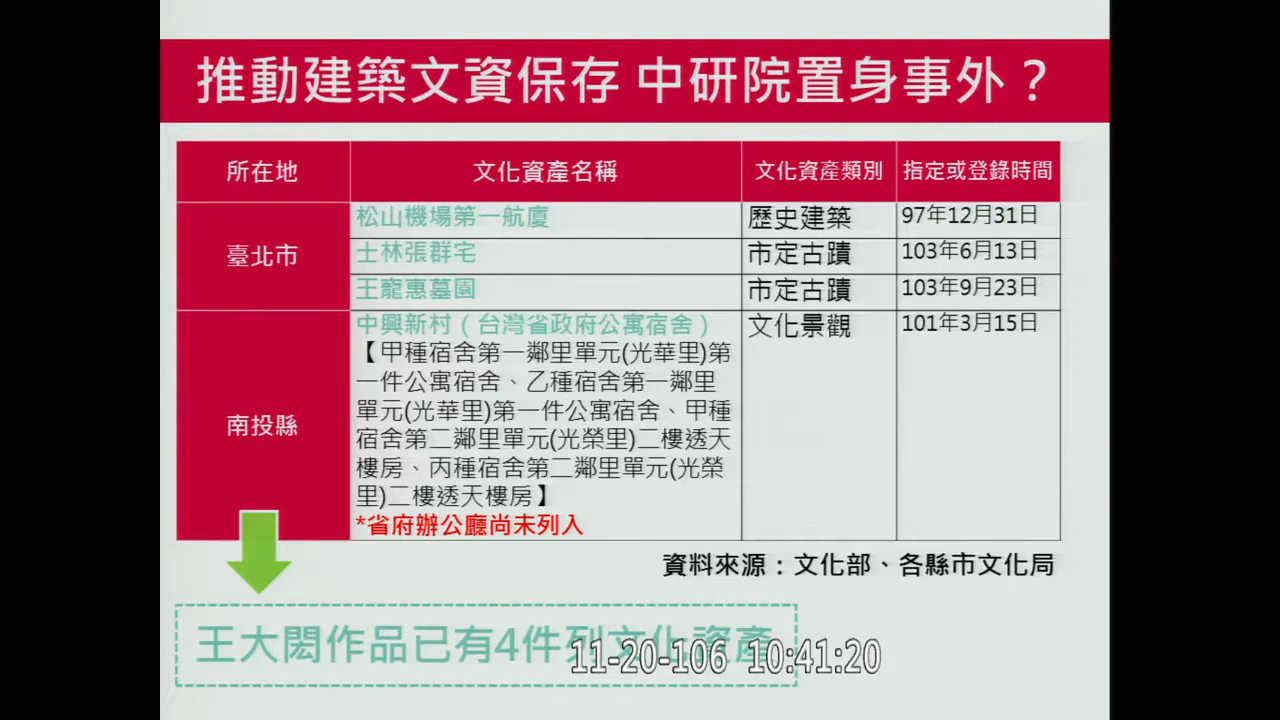 推動建築文資保存 中研院置身事外？
所在地 文化資產名稱 文化資產類別 指定或登錄時間
臺北市
松山機場第一航廈 歷史建築 97年12月31日
士林張群宅 市定古蹟 103年6月13日
王寵惠墓園 市定古蹟 103年9月23日
南投縣
中興新村（台灣省政府公寓宿舍） 文化景觀 101年3月15日
【甲種宿舍第一鄰里單元(光華里)第
一件公寓宿舍、乙種宿舍第一鄰里
單元(光華里)第一件公寓宿舍、甲種
宿舍第二鄰里單元(光榮里)二樓透天
樓房、丙種宿舍第二鄰里單元(光榮
里)二樓透天樓房】
*省府辦公廳尚未列入
資料來源：文化部、各縣市文化局
王大閎作品已有4件列文化資產
11-20-106 10:41:20